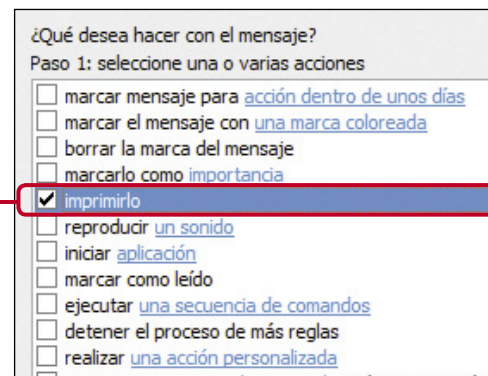 ¿Qué desea hacer con el mensaje?
Paso 1: seleccione una o varias acciones
marcar mensaje para acción dentro de unos días
marcar el mensaje con una marca coloreada
borrar la marca del mensaje
marcarlo como importancia
imprimirlo
reproducir un sonido
iniciar aplicación
marcar como leído
ejecutar una secuencia de comandos
detener el proceso de más reglas
realizar una acción personalizada